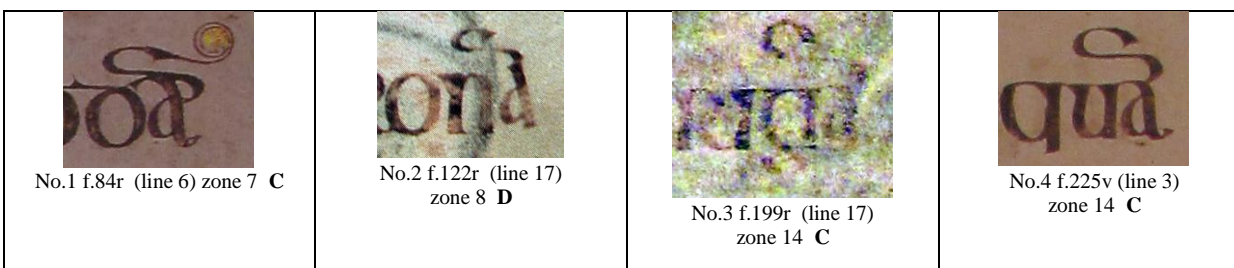 quā
No.1 f.84r (line 6) zone 7 C
No.2 f.122r (line 17)
zone 8 D
No.3 f.199r (line 17)
zone 14 C
No.4 f.225v (line 3)
zone 14 C